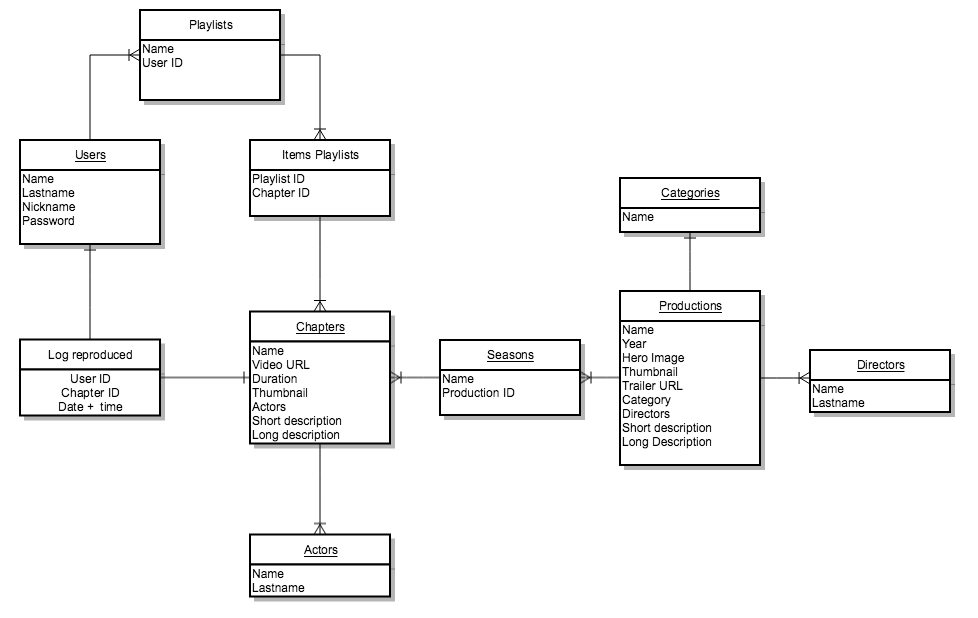 Playlists
Name
User ID
Users
Name
Lastname
Nickname
Password
Items Playlists
Playlist ID
Chapter ID
Categories
Name
Log reproduced
User ID
Chapter ID
Date + time
Chapters
Name
Video URL
Duration
Thumbnail
Actors
Short description
Long description
Seasons
Name
Production ID
Productions
Name
Year
Hero Image
Thumbnail
Trailer URL
Category
Directors
Short description
Long Description
Directors
Name
Lastname
Actors
Name
Lastname